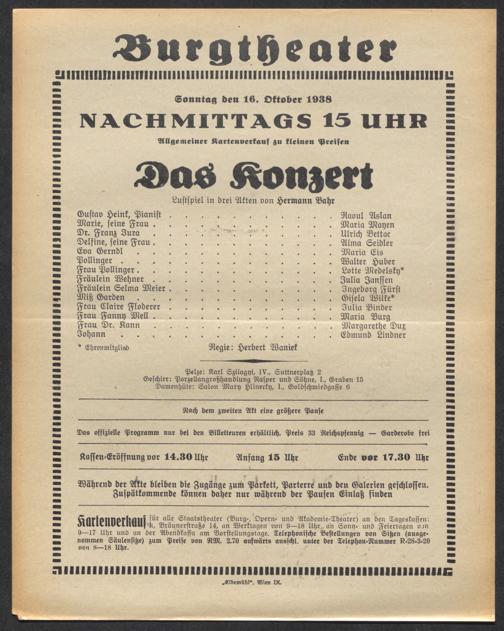 Burgtheater
Sonntag den 16. Oktober 1938
NACHMITTAGS 15 UHR
Allgemeiner Kartenverkauf zu kleinen Preisen
Das Konzert
Lustspiel in drei Akten von Hermann Bahr
Gustav Heink, Pianist . . . . . . . . . . Raoul Aslan
Marie, seine Frau . . . . . . . . . . Maria Mayen
Dr. Franz Jura . . . . . . . . . . Ulrich Bettac
Delfine, seine Frau . . . . . . . . . . Alma Seidler
Eva Gerndl . . . . . . . . . . Maria Eis
Pollinger . . . . . . . . . . Walter Huber
Frau Pollinger . . . . . . . . . . Lotte Medelsky*
Fräulein Wehner . . . . . . . . . . Julia Janssen
Fräulein Selma Meier . . . . . . . . . . Ingeborg Fürst
Miß Garden . . . . . . . . . . Gisela Wilke*
Frau Claire Floderer . . . . . . . . . . Julia Binder
Frau Fanny Mell . . . . . . . . . . Maria Burg
Frau Dr. Kann . . . . . . . . . . Margarethe Dux
Johann . . . . . . . . . . Edmund Lindner
* Ehrenmitglied Regie: Herbert Waniek
Pelze: Karl Szilagyi, IV., Suttnerplatz 2
Geschirr: Porzellangroßhandlung Rasper und Söhne, I., Graben 15
Damenhüte: Salon Mary Hlinerky, I., Goldschmiedgasse 6
Nach dem zweiten Akt eine größere Pause
Das offizielle Programm nur bei den Billetteuren erhältlich, Preis 33 Reichspfennig — Garderobe frei
Kassen-Eröffnung vor 14.30 Uhr Anfang 15 Uhr Ende vor 17.30 Uhr
Während der Akte bleiben die Zugänge zum Parkett, Parterre und den Galerien geschlossen.
Zuspätkommende können daher nur während der Pausen Einlaß finden
Kartenverkauf für alle Staatstheater (Burg-, Opern- und Akademie-Theater) an den Tageskassen:
I., Bräunerstraße 14, an Werktagen von 9—18 Uhr, an Sonn- und Feiertagen von
9—17 Uhr und an der Abendkassa am Vorstellungstage. Telephonische Bestellungen von Sitzen (ausge-
nommen Säulensitze) zum Preise von RM. 2.70 aufwärts ausschl. unter der Telephon-Nummer R-28-3-20
von 8—18 Uhr.
„Elbemühl“, Wien IX.